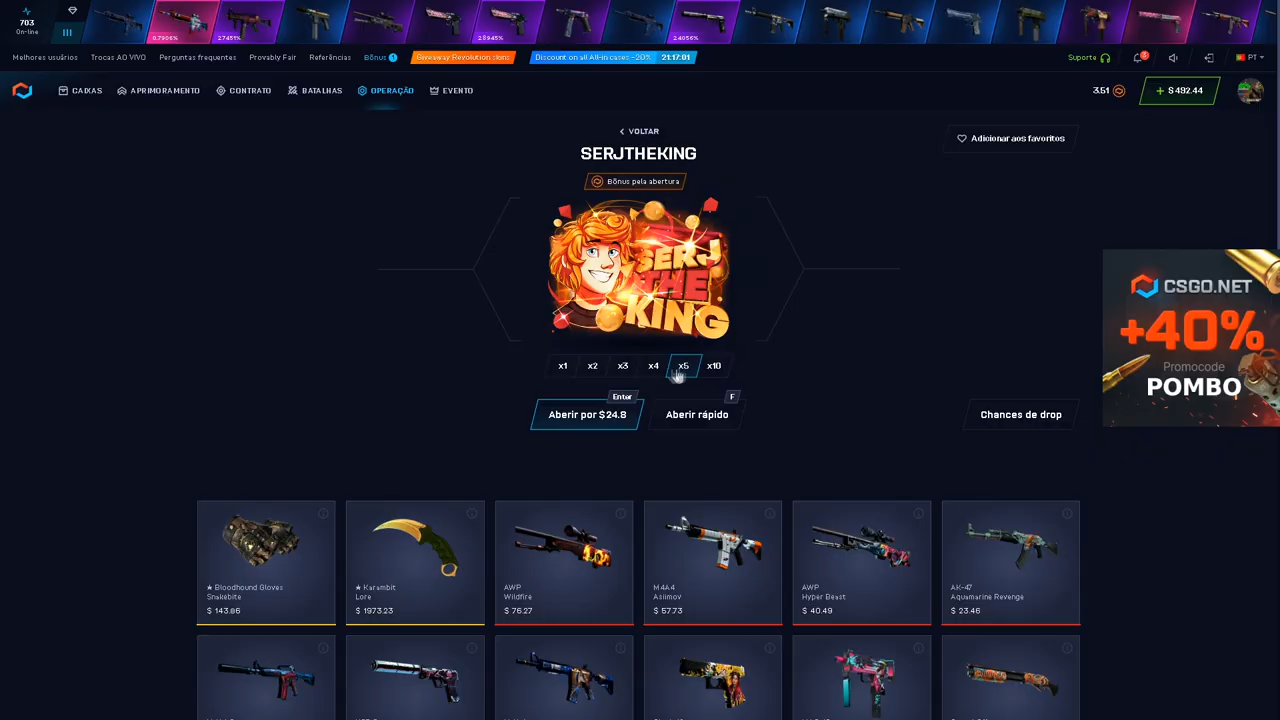 703
On-line
0.7906%
2.7451%
2.8945%
2.4056%
Melhores usuários
Trocas AO VIVO
Perguntas frequentes
Provably Fair
Referências
Bônus
Giveaway Revolution skins
Discount on all All-in cases -20%
21:17:01
Suporte
3
PT
CAIXAS
APRIMORAMENTO
CONTRATO
BATALHAS
OPERAÇÃO
EVENTO
3.51
+ $ 492.44
VOLTAR
SERJTHEKING
Adicionar aos favoritos
Bônus pela abertura
SERJ
THE
KING
CSGO.NET
+40%
Promocode
POMBO
x1
x2
x3
x4
x5
x10
Enter
F
Aberir por $24.8
Aberir rápido
Chances de drop
★ Bloodhound Gloves
Snakebite
$ 143.86
★ Karambit
Lore
$ 1973.23
AWP
Wildfire
$ 76.27
M4A4
Asiimov
$ 57.73
AWP
Hyper Beast
$ 40.49
AK-47
Aquamarine Revenge
$ 23.46